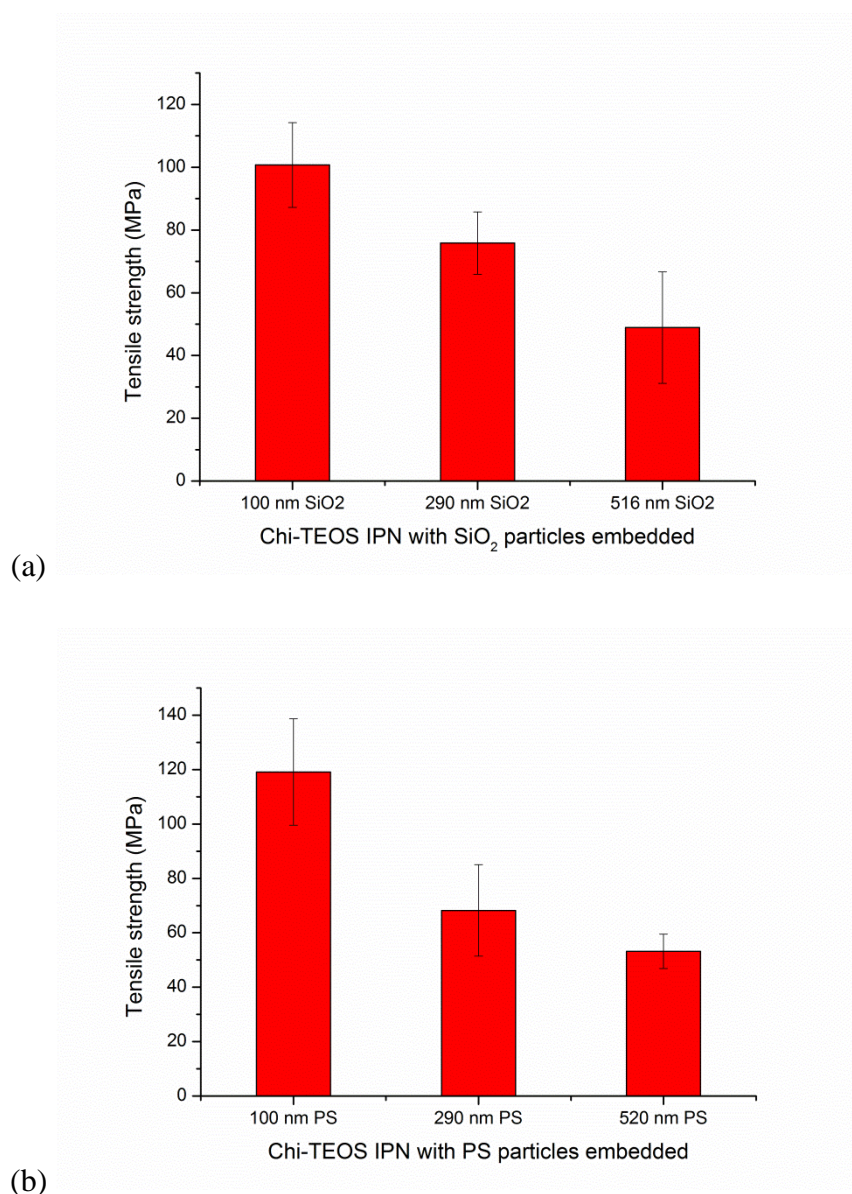 120
100
80
60
40
20
0
Tensile strength (MPa)
100 nm SiO2 290 nm SiO2 516 nm SiO2
Chi-TEOS IPN with SiO₂ particles embedded
(a)
140
120
100
80
60
40
20
0
Tensile strength (MPa)
100 nm PS 290 nm PS 520 nm PS
Chi-TEOS IPN with PS particles embedded
(b)